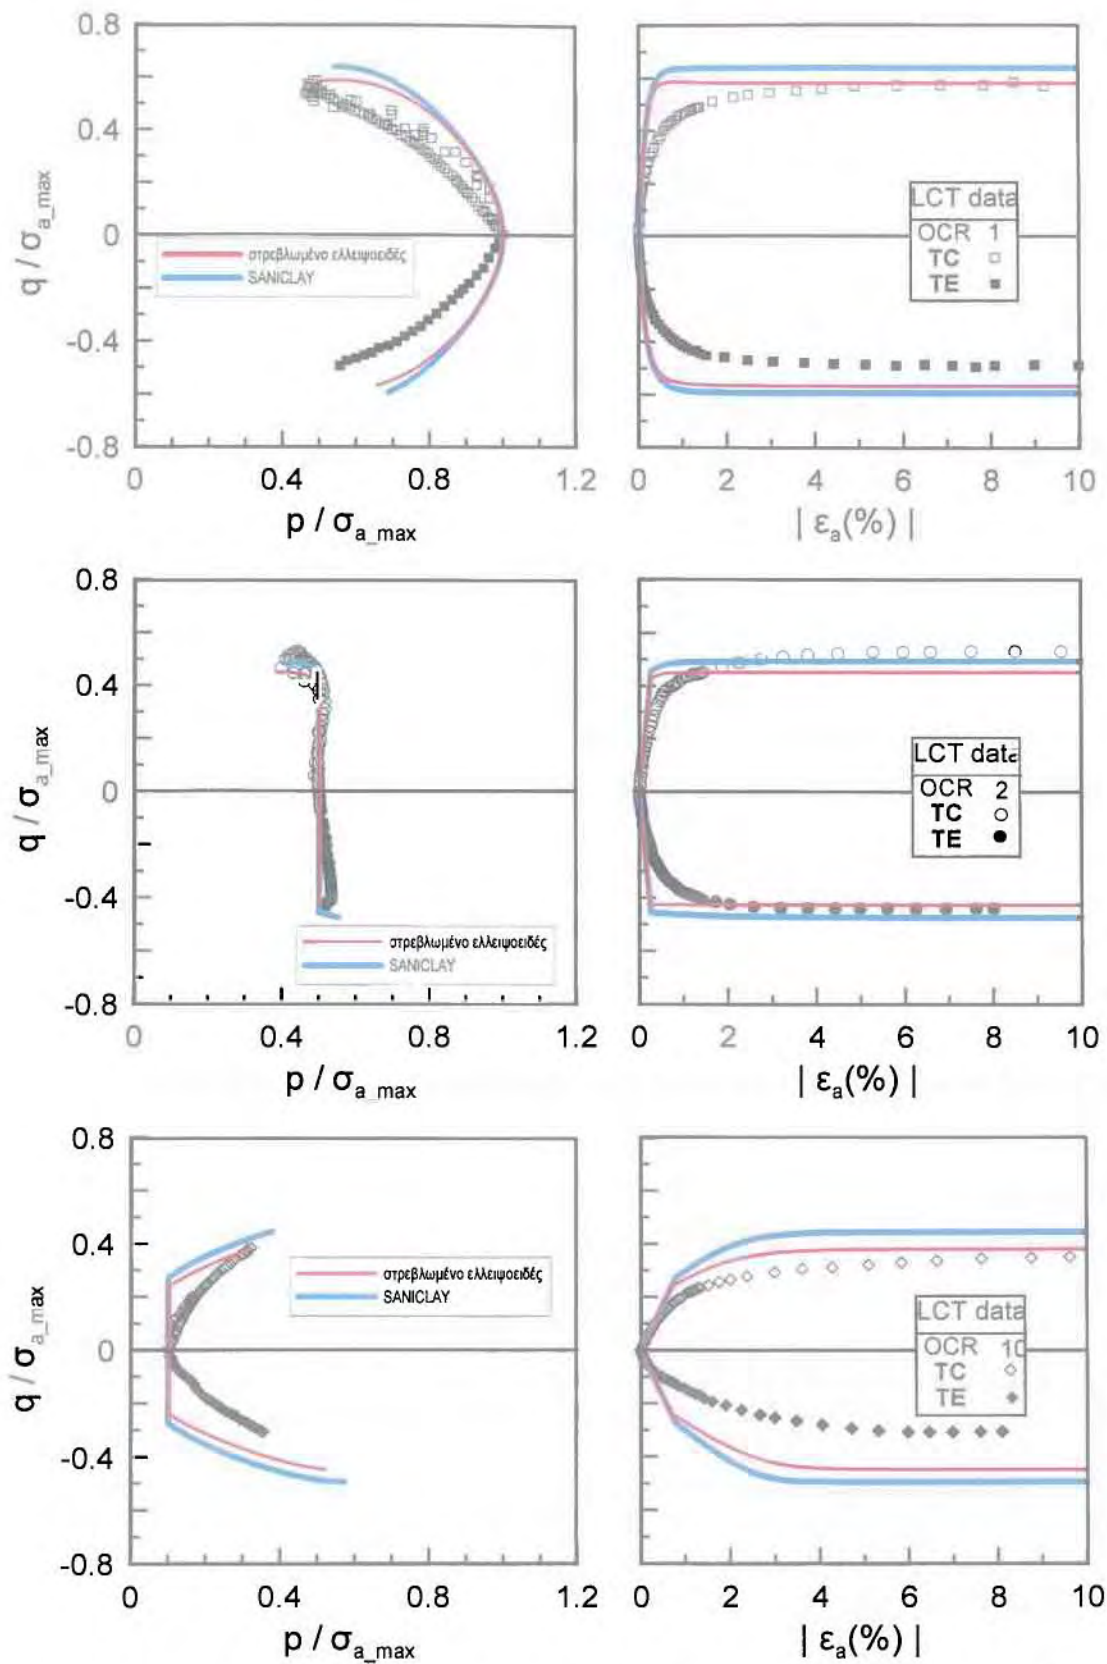 0.8
0.4
0
-0.4
-0.8
q / σa_max
στρεβλωμένο ελλειψοειδές
SANICLAY
0 0.4 0.8 1.2
p / σa_max
LCT data
OCR 1
TC □
TE ■
0 2 4 6 8 10
| εa(%) |
0.8
0.4
0
-0.4
-0.8
q / σa_max
στρεβλωμένο ελλειψοειδές
SANICLAY
0 0.4 0.8 1.2
p / σa_max
LCT data
OCR 2
TC ○
TE ●
0 2 4 6 8 10
| εa(%) |
0.8
0.4
0
-0.4
-0.8
q / σa_max
στρεβλωμένο ελλειψοειδές
SANICLAY
0 0.4 0.8 1.2
p / σa_max
LCT data
OCR 10
TC ◇
TE ◆
0 2 4 6 8 10
| εa(%) |